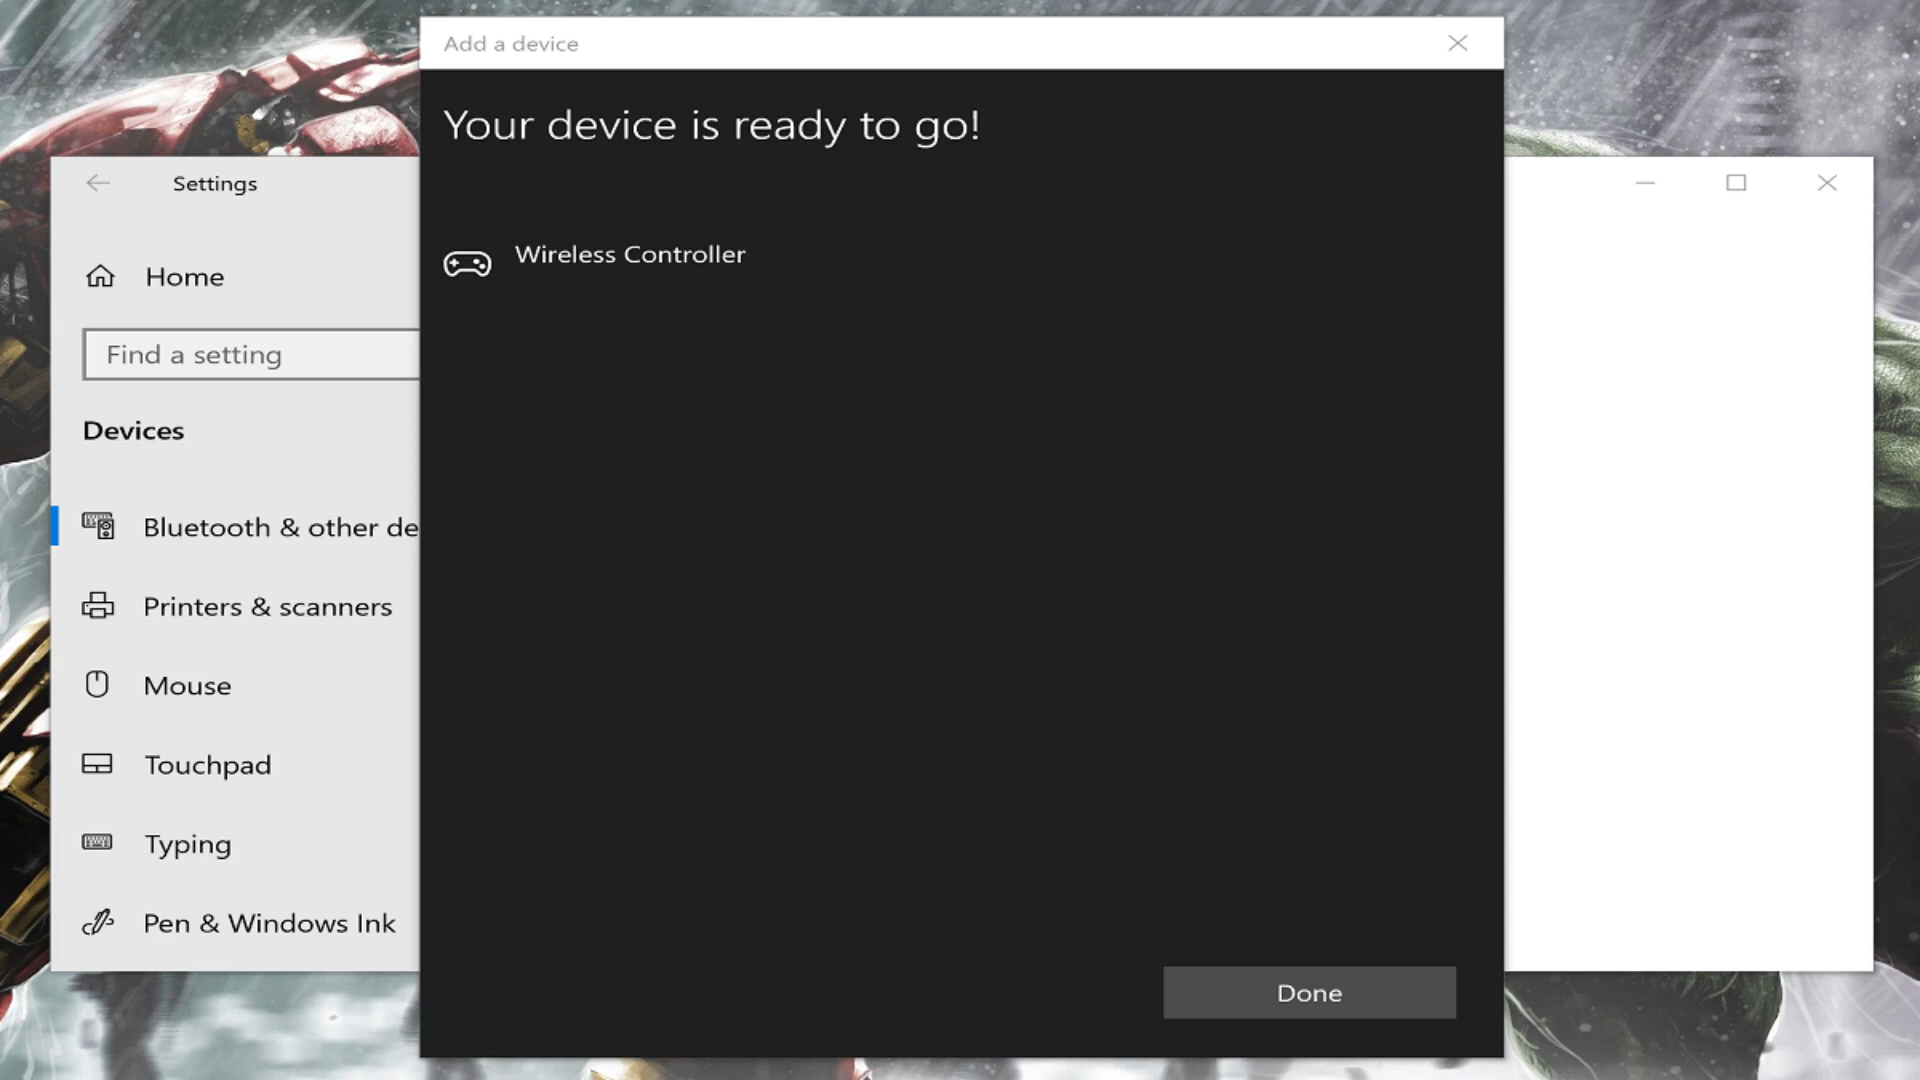 Add a device
Your device is ready to go!
Wireless Controller
Settings
Home
Find a setting
Devices
Bluetooth & other de
Printers & scanners
Mouse
Touchpad
Typing
Pen & Windows Ink
Done